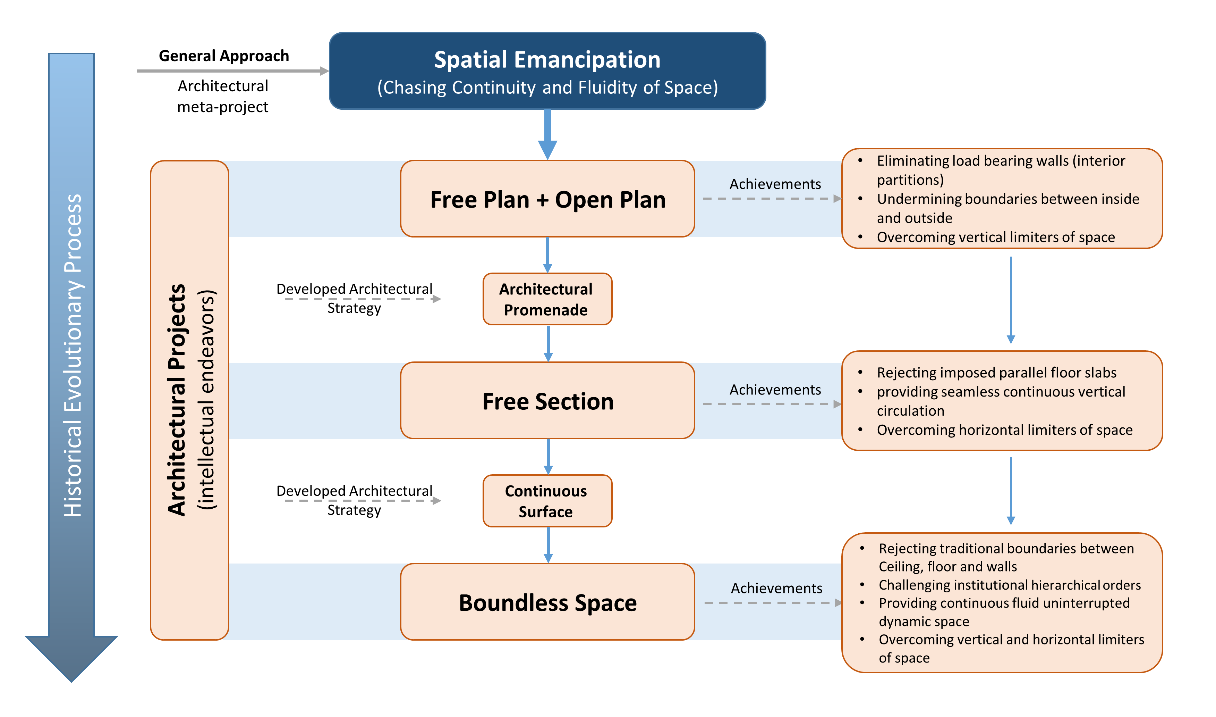 General Approach
Architectural
meta-project
Spatial Emancipation
(Chasing Continuity and Fluidity of Space)
Historical Evolutionary Process
Architectural Projects
(intellectual endeavors)
Free Plan + Open Plan
Achievements
• Eliminating load bearing walls (interior
partitions)
• Undermining boundaries between inside
and outside
• Overcoming vertical limiters of space
Developed Architectural
Strategy
Architectural
Promenade
Free Section
Achievements
• Rejecting imposed parallel floor slabs
• providing seamless continuous vertical
circulation
• Overcoming horizontal limiters of space
Developed Architectural
Strategy
Continuous
Surface
Boundless Space
Achievements
• Rejecting traditional boundaries between
Ceiling, floor and walls
• Challenging institutional hierarchical orders
• Providing continuous fluid uninterrupted
dynamic space
• Overcoming vertical and horizontal limiters
of space